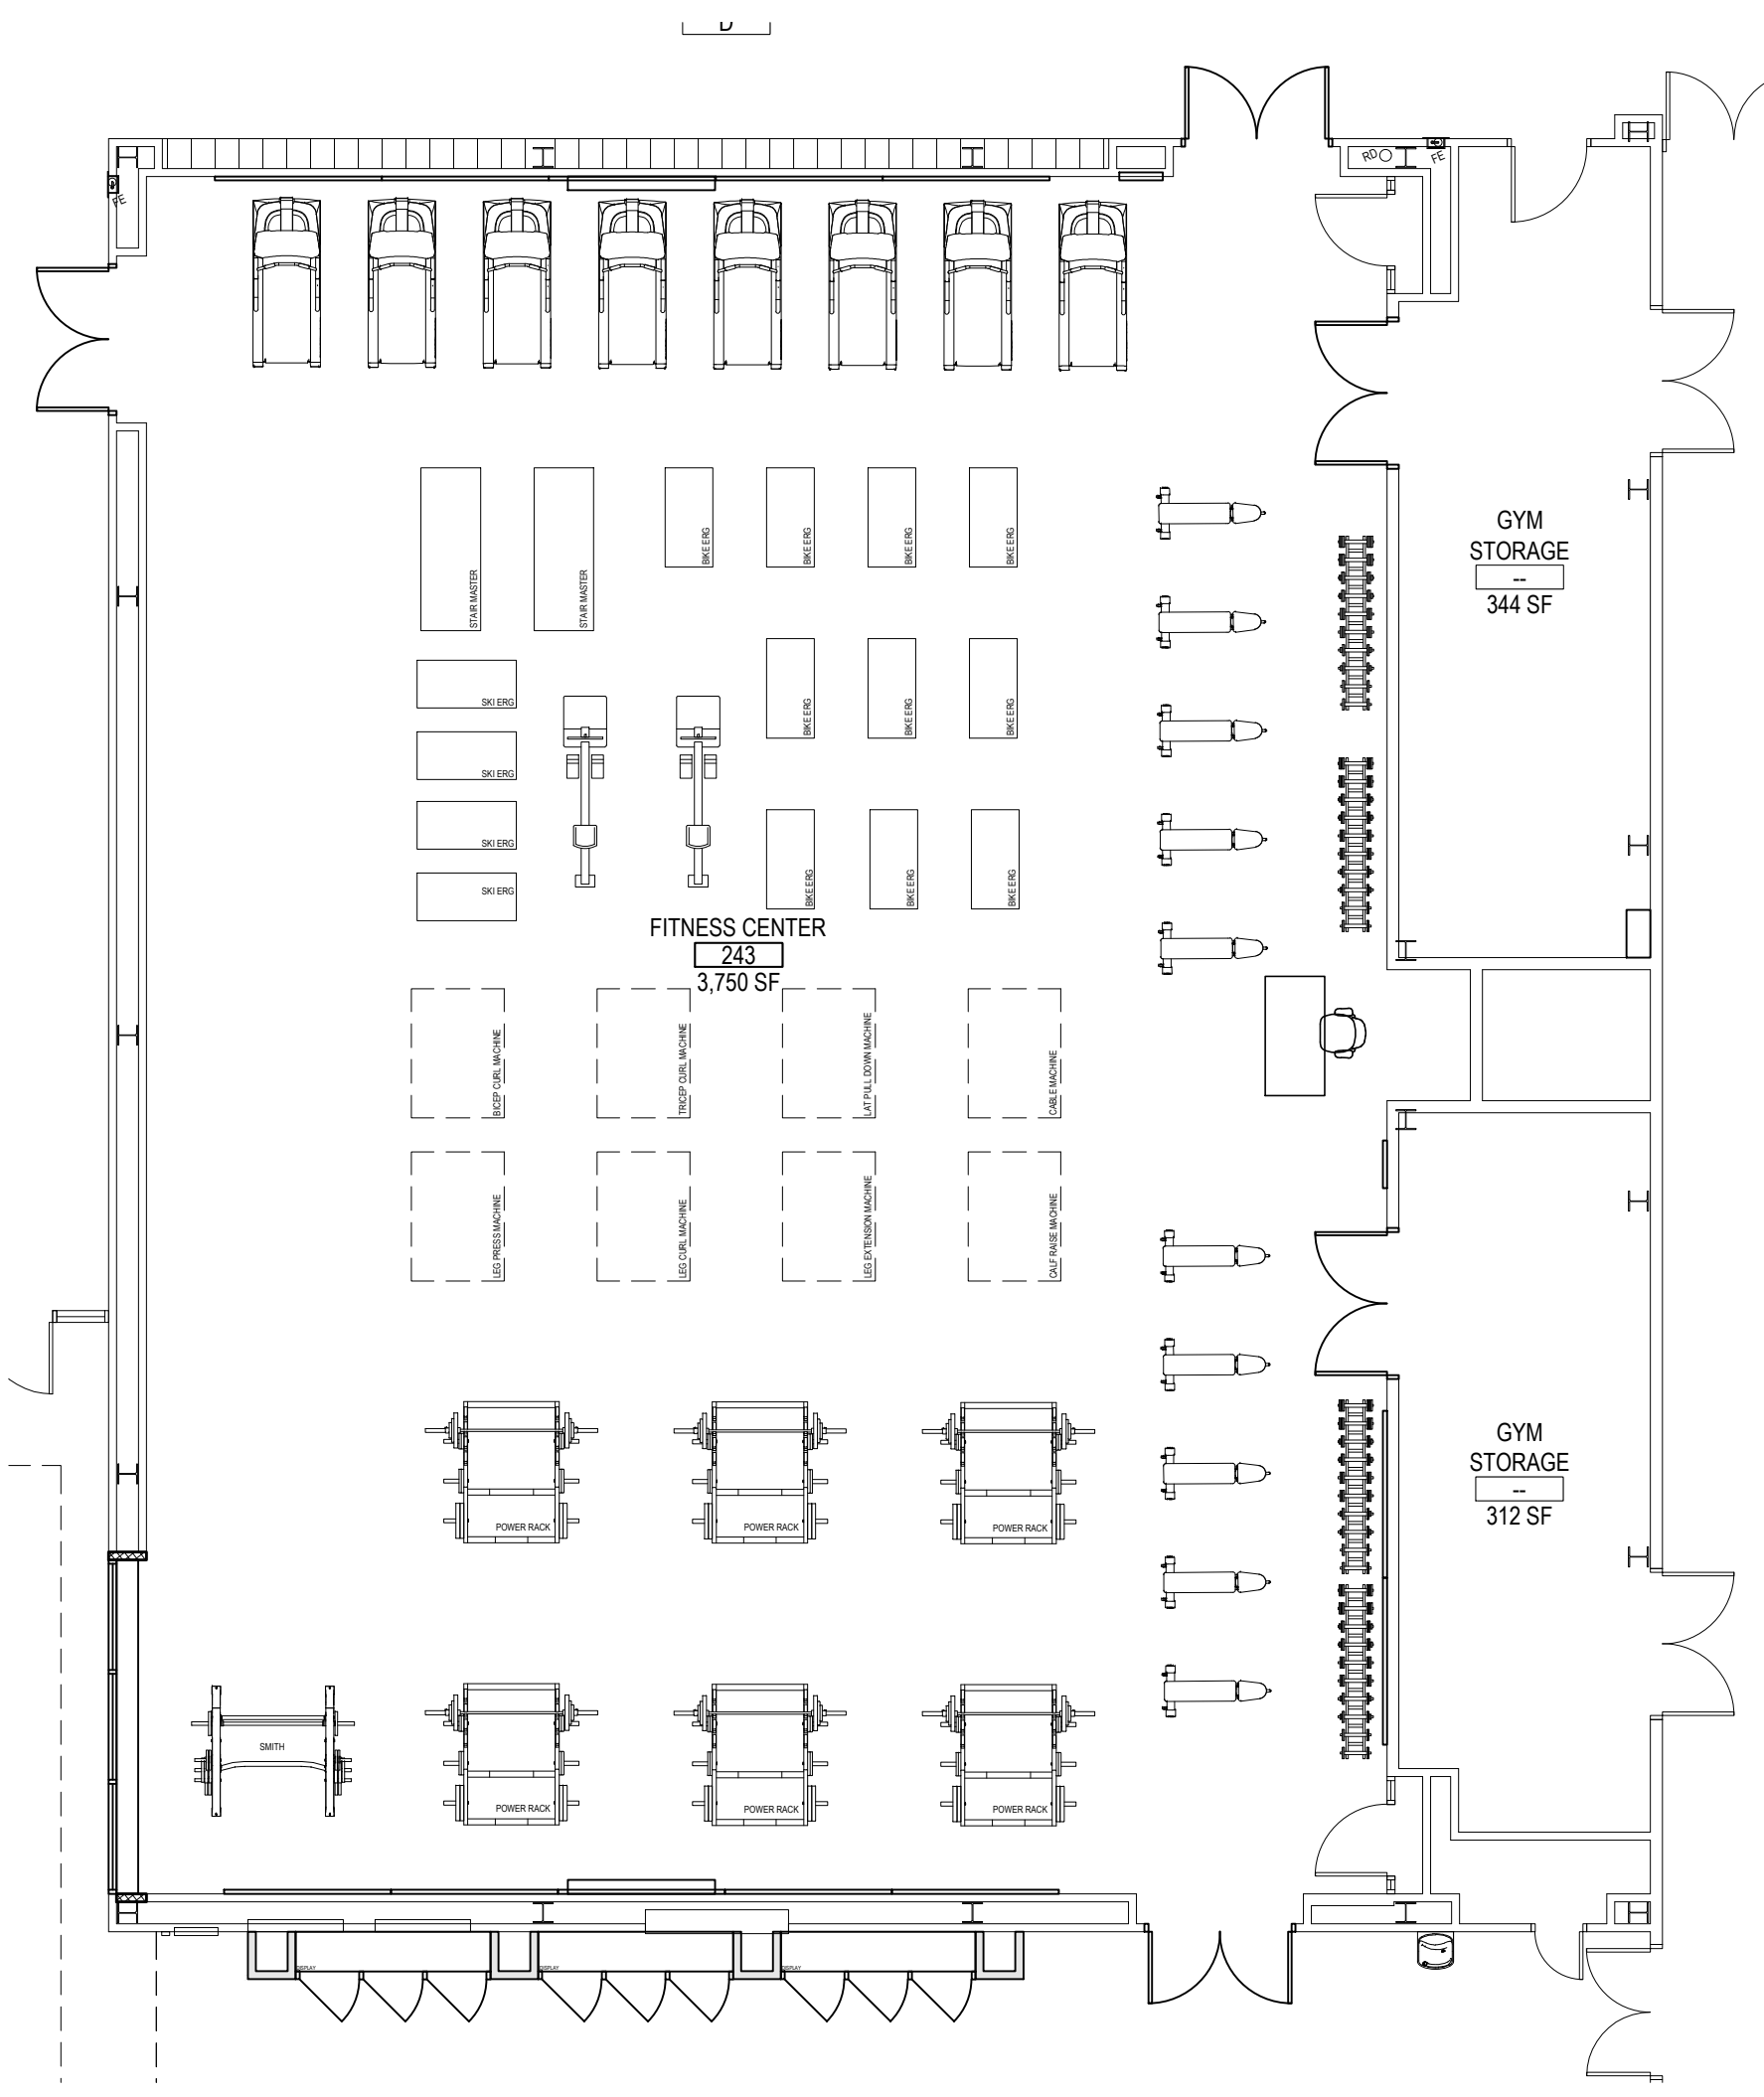 D
RD
FE
FE
BIKE ERG
BIKE ERG
BIKE ERG
BIKE ERG
STAIR MASTER
STAIR MASTER
GYM
STORAGE
--
344 SF
SKI ERG
BIKE ERG
BIKE ERG
BIKE ERG
SKI ERG
SKI ERG
SKI ERG
BIKE ERG
BIKE ERG
BIKE ERG
FITNESS CENTER
243
3,750 SF
BICEP CURL MACHINE
TRICEP CURL MACHINE
LAT PULL DOWN MACHINE
CABLE MACHINE
LEG PRESS MACHINE
LEG CURL MACHINE
LEG EXTENSION MACHINE
CALF RAISE MACHINE
GYM
STORAGE
--
312 SF
POWER RACK
POWER RACK
POWER RACK
SMITH
POWER RACK
POWER RACK
POWER RACK
DISPLAY
DISPLAY
DISPLAY